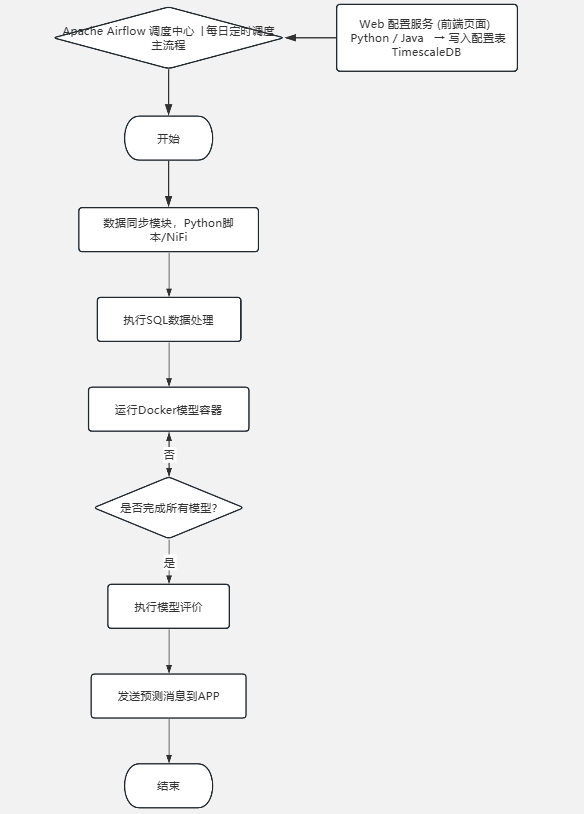 Apache Airflow 调度中心 |每日定时调度
主流程
Web 配置服务 (前端页面)
Python / Java → 写入配置表
TimescaleDB
开始
数据同步模块，Python脚
本/NiFi
执行SQL数据处理
运行Docker模型容器
否
是否完成所有模型?
是
执行模型评价
发送预测消息到APP
结束